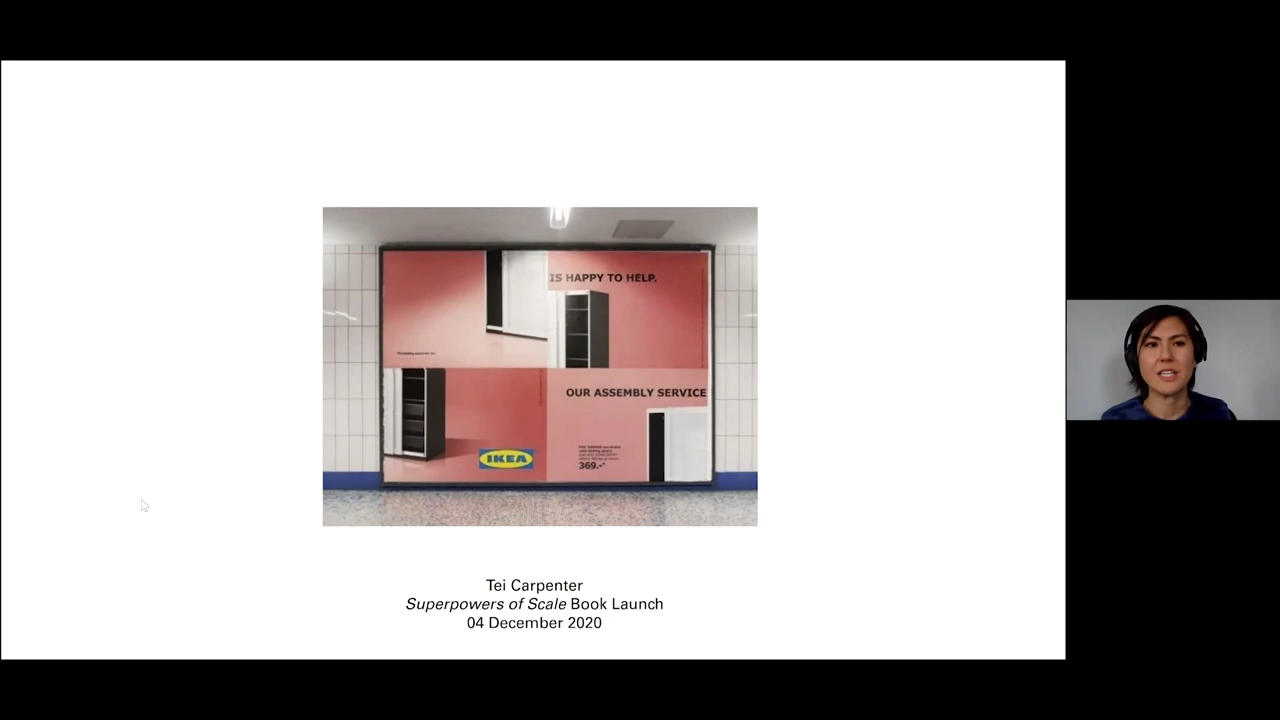 IS HAPPY TO HELP.
OUR ASSEMBLY SERVICE
IKEA
369.-*
Tei Carpenter
Superpowers of Scale Book Launch
04 December 2020